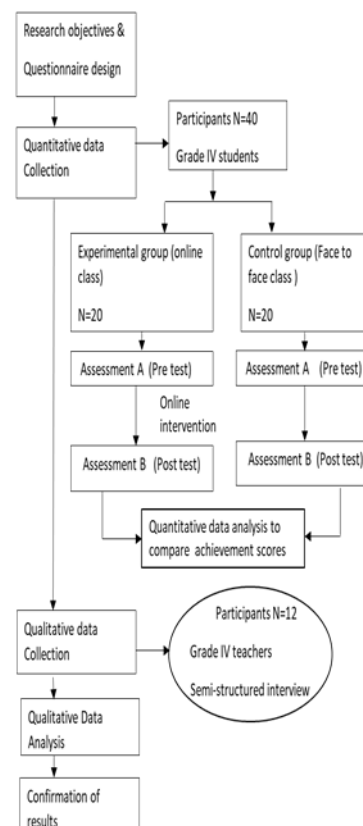 Research objectives &
Questionnaire design
Quantitative data
Collection
Participants N=40
Grade IV students
Experimental group (online
class)
N=20
Control group (Face to
face class )
N=20
Assessment A (Pre test)
Assessment A (Pre test)
Online
intervention
Assessment B (Post test)
Assessment B (Post test)
Quantitative data analysis to
compare achievement scores
Qualitative data
Collection
Participants N=12
Grade IV teachers
Semi-structured interview
Qualitative Data
Analysis
Confirmation of
results